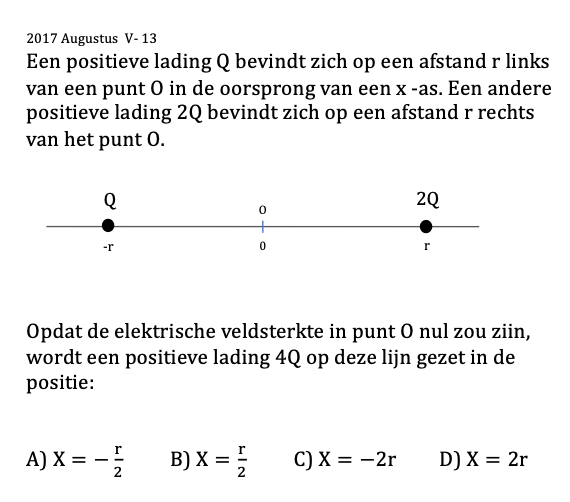 2017 Augustus V- 13
Een positieve lading Q bevindt zich op een afstand r links
van een punt O in de oorsprong van een x -as. Een andere
positieve lading 2Q bevindt zich op een afstand r rechts
van het punt O.
Q O 2Q
-r 0 r
Opdat de elektrische veldsterkte in punt O nul zou ziin,
wordt een positieve lading 4Q op deze lijn gezet in de
positie:
A) X = − r/2 B) X = r/2 C) X = −2r D) X = 2r